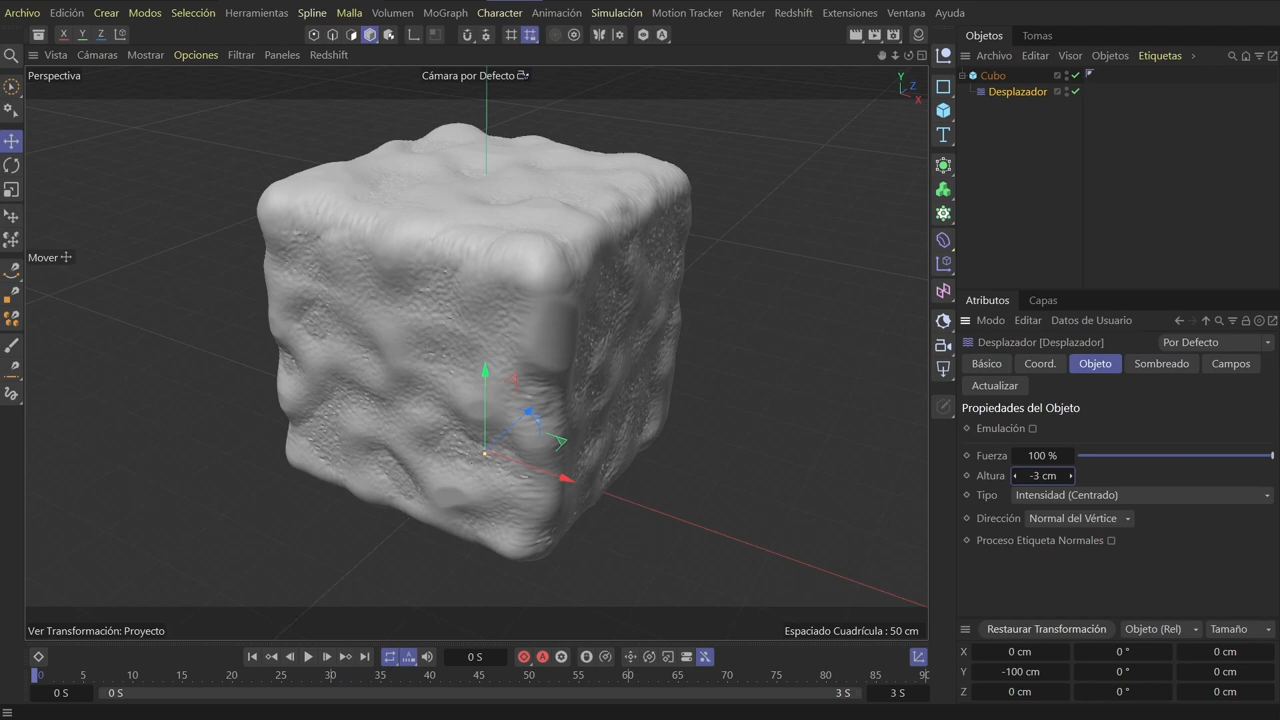 Archivo Edición Crear Modos Selección Herramientas Spline Malla Volumen MoGraph Character Animación Simulación Motion Tracker Render Redshift Extensiones Ventana Ayuda
X Y Z
Vista Cámaras Mostrar Opciones Filtrar Paneles Redshift
Perspectiva
Cámara por Defecto
Y
Z
X
Mover
Ver Transformación: Proyecto
Espaciado Cuadrícula : 50 cm
0 S
0 5 10 15 20 25 30 35 40 45 50 55 60 65 70 75 80 85 90
0 S 0 S 3 S 3 S
Objetos Tomas
Archivo Editar Visor Objetos Etiquetas
Cubo
Desplazador
Atributos Capas
Modo Editar Datos de Usuario
Desplazador [Desplazador] Por Defecto
Básico Coord. Objeto Sombreado Campos
Actualizar
Propiedades del Objeto
Emulación
Fuerza 100 %
Altura -3 cm
Tipo Intensidad (Centrado)
Dirección Normal del Vértice
Proceso Etiqueta Normales
Restaurar Transformación Objeto (Rel) Tamaño
X 0 cm 0 ° 0 cm
Y -100 cm 0 ° 0 cm
Z 0 cm 0 ° 0 cm